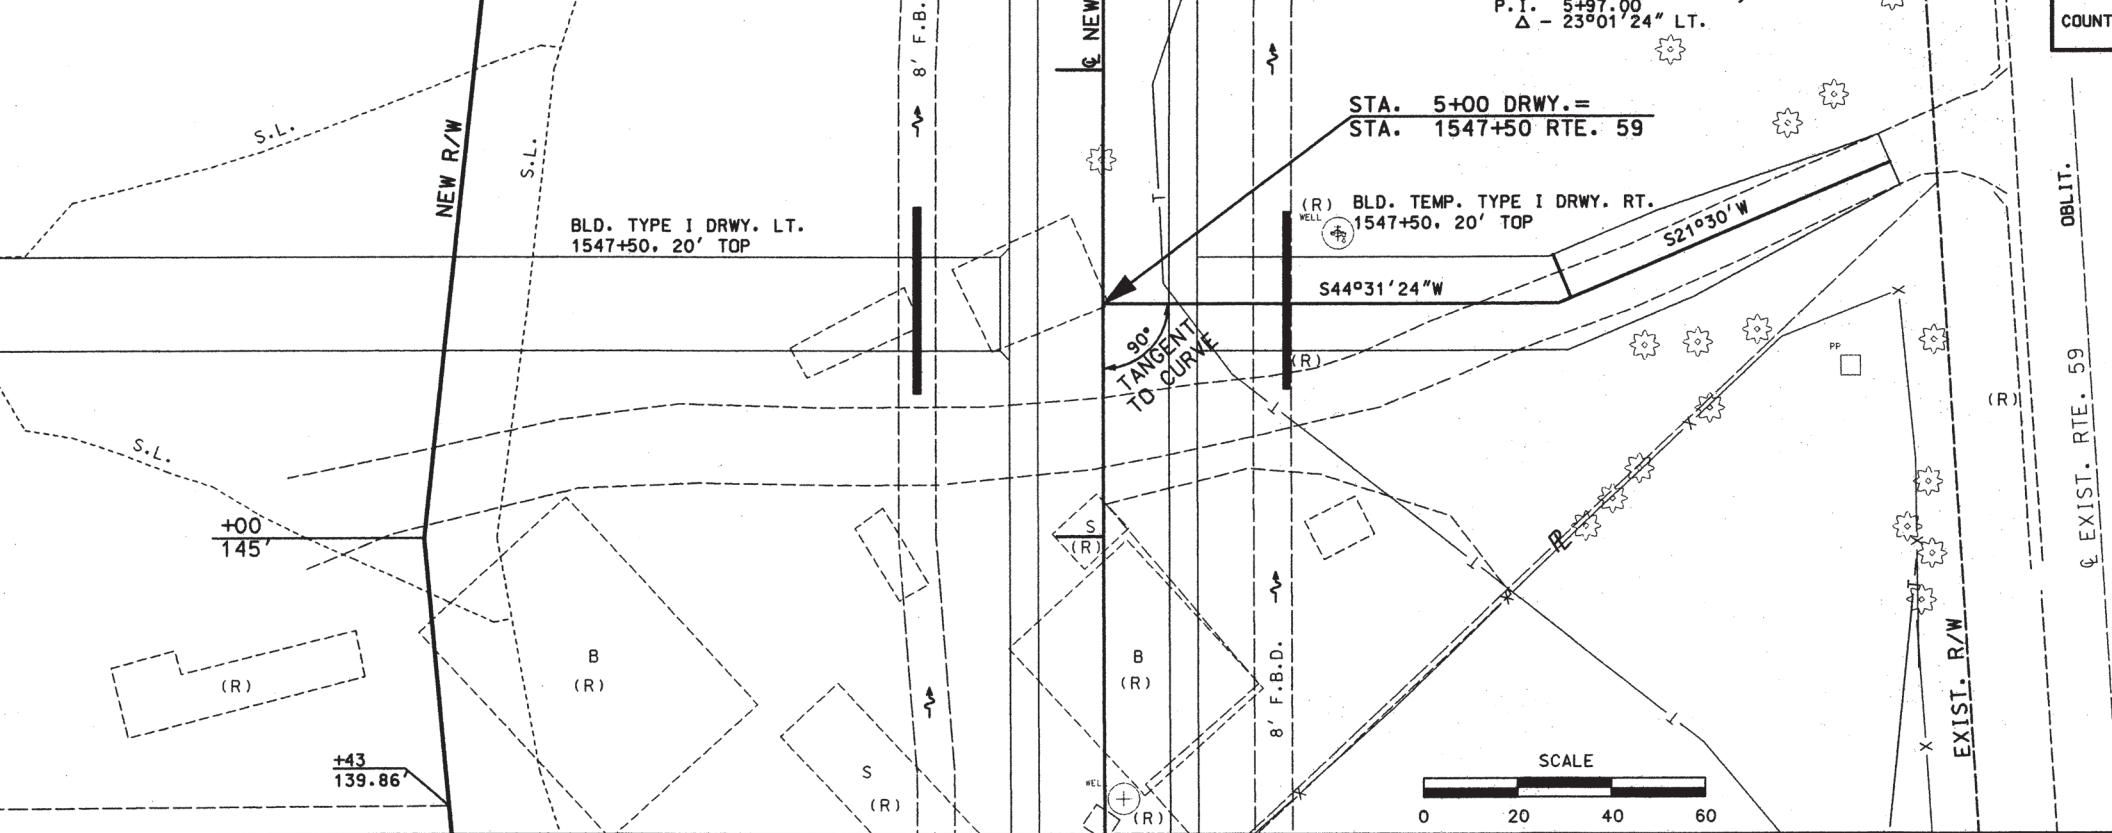 P.I. 5+97.00
Δ - 23°01'24" LT.
COUNT
8' F.B.
℄ NEW
STA. 5+00 DRWY.=
STA. 1547+50 RTE. 59
S.L.
S.L.
NEW R/W
T
BLD. TYPE I DRWY. LT.
1547+50, 20' TOP
(R) BLD. TEMP. TYPE I DRWY. RT.
WELL
1547+50, 20' TOP
S21°30'W
OBLIT.
S44°31'24"W
90°
TANGENT
TO CURVE
(R)
PP
(R)
℄ EXIST. RTE. 59
S.L.
+00
145'
S
(R)
PL
B
(R)
(R)
B
(R)
8' F.B.D.
EXIST. R/W
+43
139.86'
S
(R)
WELL
(R)
SCALE
0 20 40 60